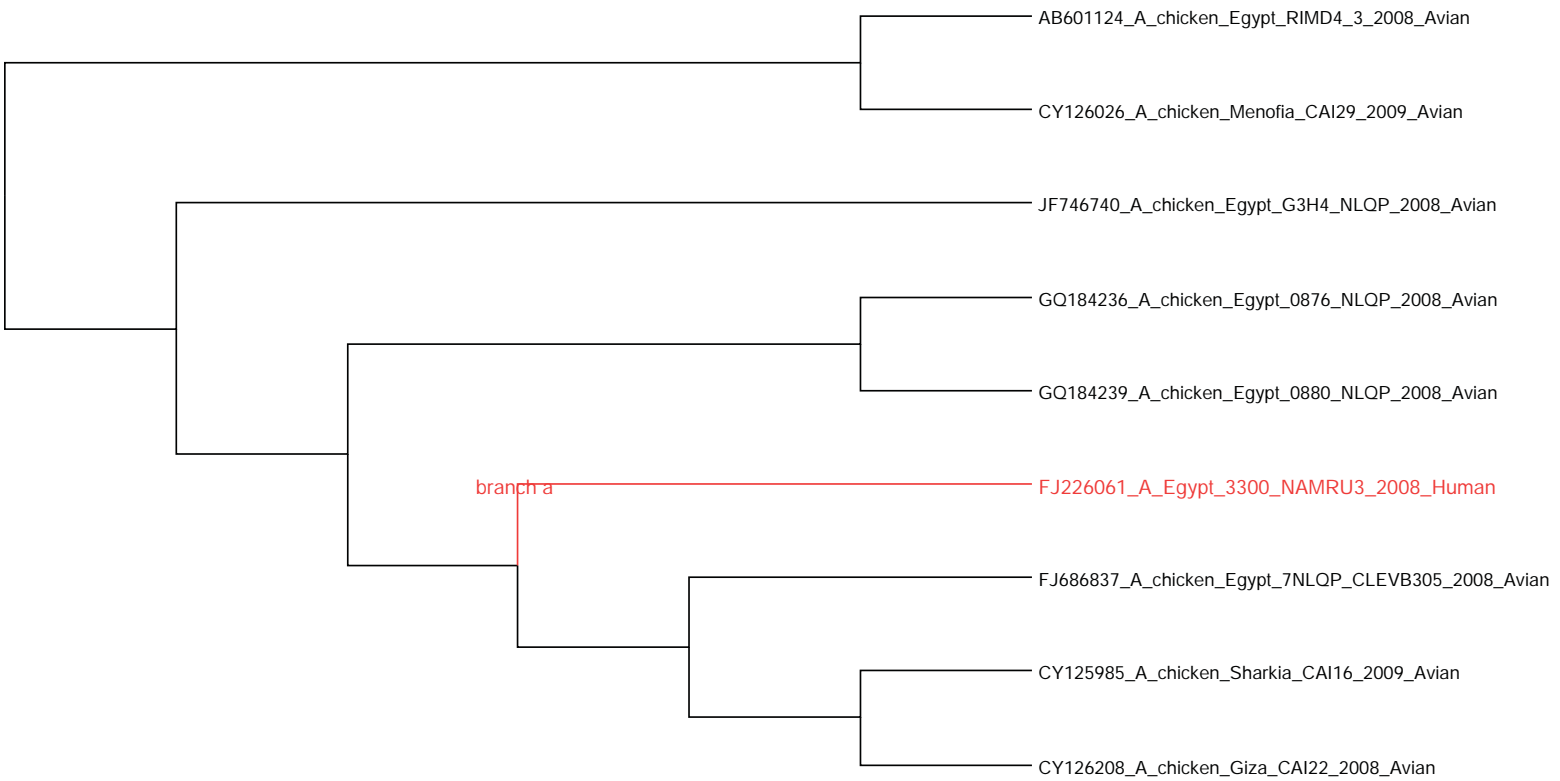 AB601124_A_chicken_Egypt_RIMD4_3_2008_Avian
CY126026_A_chicken_Menofia_CAI29_2009_Avian
JF746740_A_chicken_Egypt_G3H4_NLQP_2008_Avian
GQ184236_A_chicken_Egypt_0876_NLQP_2008_Avian
GQ184239_A_chicken_Egypt_0880_NLQP_2008_Avian
branch a
FJ226061_A_Egypt_3300_NAMRU3_2008_Human
FJ686837_A_chicken_Egypt_7NLQP_CLEVB305_2008_Avian
CY125985_A_chicken_Sharkia_CAI16_2009_Avian
CY126208_A_chicken_Giza_CAI22_2008_Avian